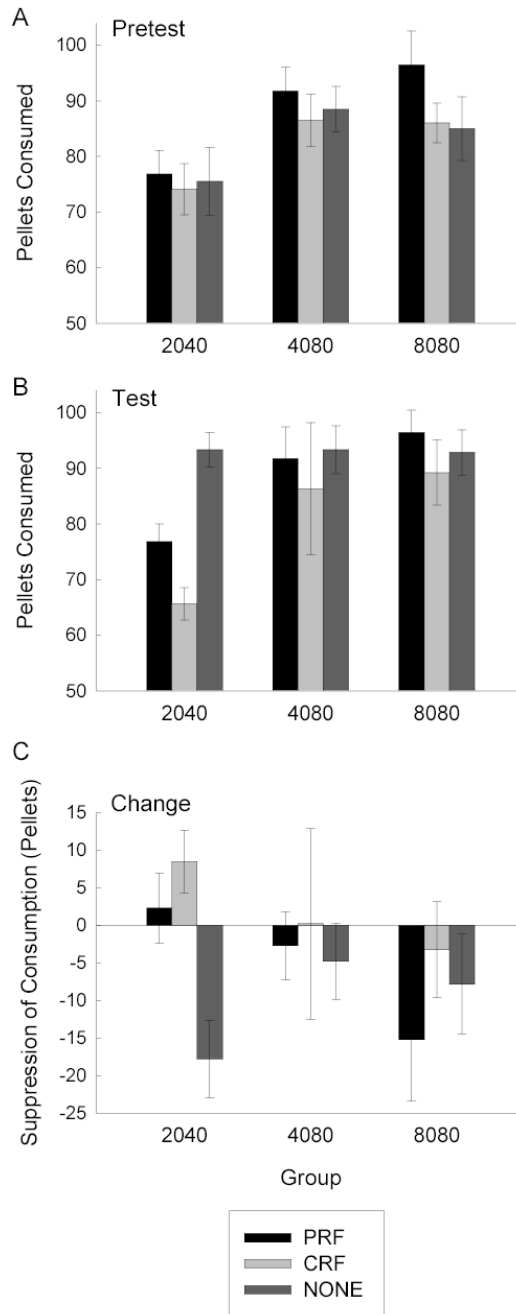 A
Pretest
100
90
80
70
60
50
Pellets Consumed
2040 4080 8080
B
Test
100
90
80
70
60
50
Pellets Consumed
2040 4080 8080
C
Change
15
10
5
0
-5
-10
-15
-20
-25
Suppression of Consumption (Pellets)
2040 4080 8080
Group
PRF
CRF
NONE